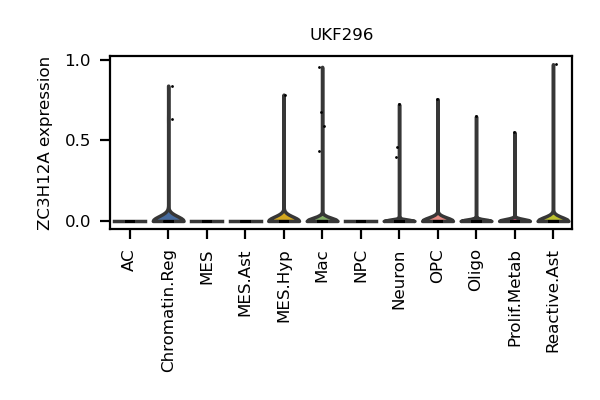 UKF296
ZC3H12A expression
1.0
0.5
0.0
AC
Chromatin.Reg
MES
MES.Ast
MES.Hyp
Mac
NPC
Neuron
OPC
Oligo
Prolif.Metab
Reactive.Ast